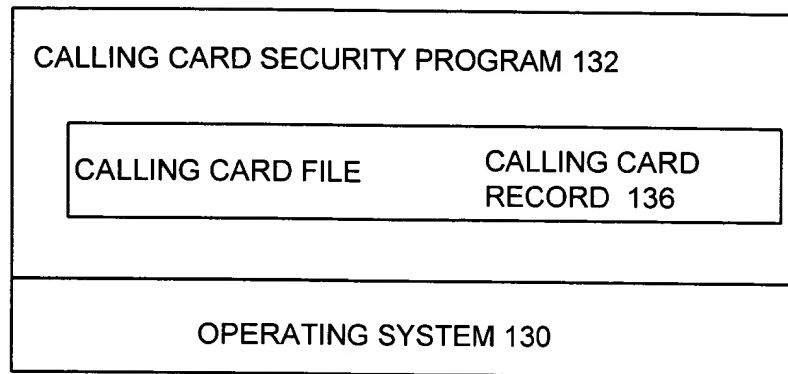 CALLING CARD SECURITY PROGRAM 132
CALLING CARD FILE
CALLING CARD
RECORD 136
OPERATING SYSTEM 130